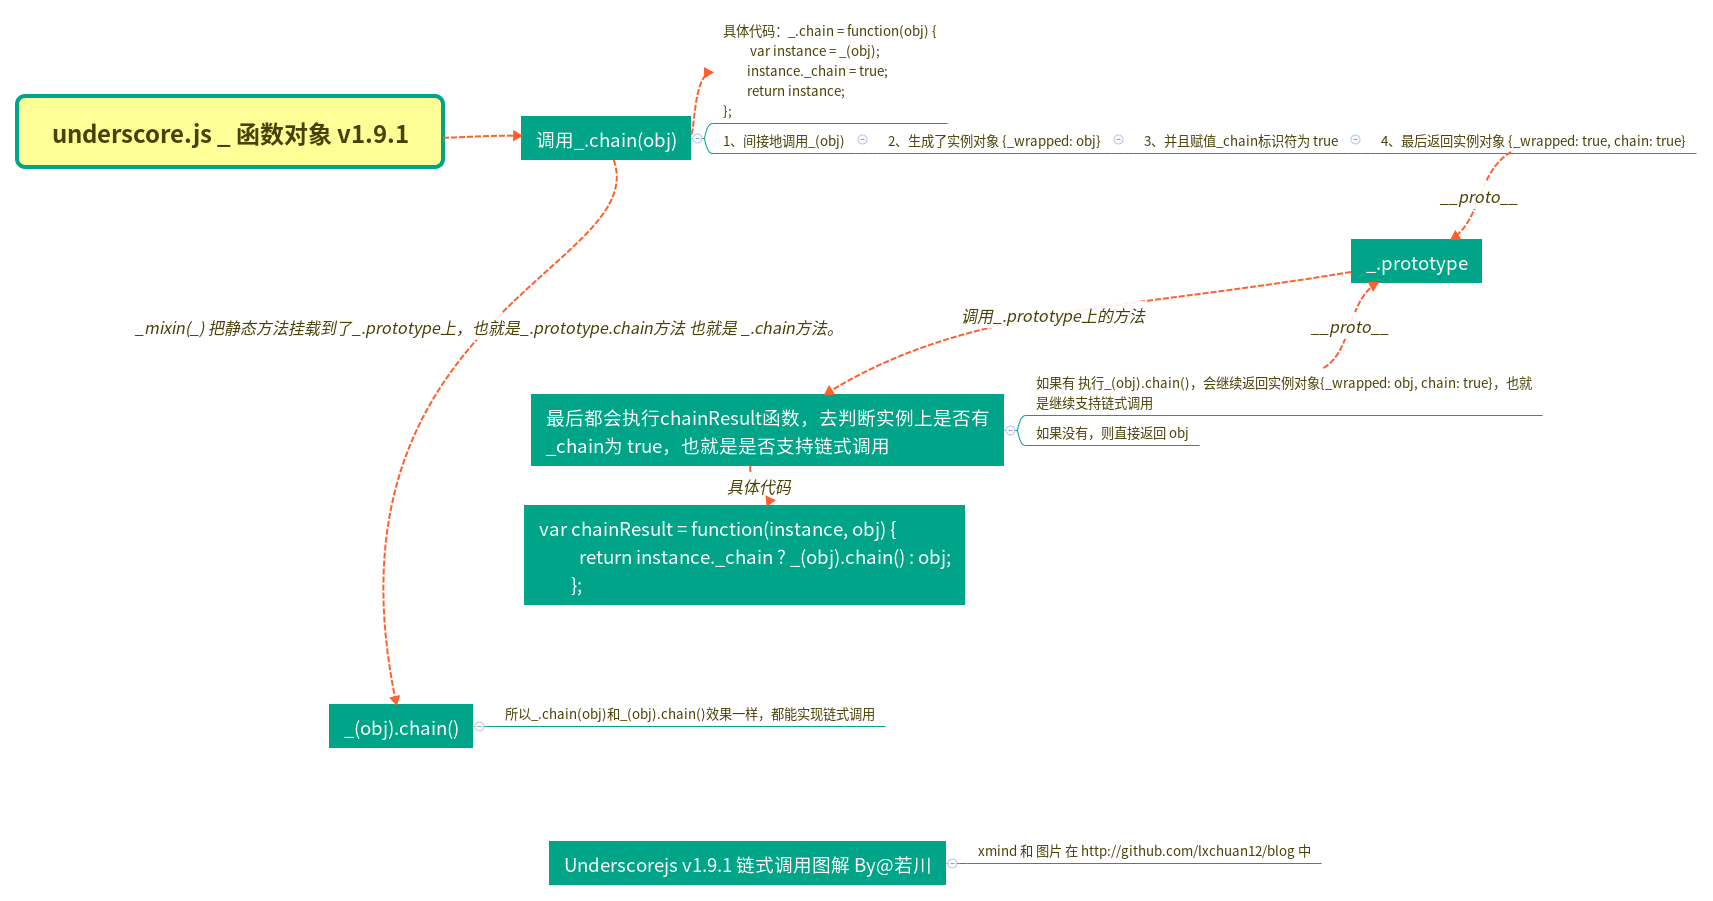 具体代码：_.chain = function(obj) {
var instance = _(obj);
instance._chain = true;
return instance;
};
underscore.js _ 函数对象 v1.9.1
调用_.chain(obj)
1、间接地调用_(obj)
2、生成了实例对象 {_wrapped: obj}
3、并且赋值_chain标识符为 true
4、最后返回实例对象 {_wrapped: true, chain: true}
__proto__
_.prototype
调用_.prototype上的方法
__proto__
_mixin(_) 把静态方法挂载到了_.prototype上，也就是_.prototype.chain方法 也就是 _.chain方法。
如果有 执行_(obj).chain()，会继续返回实例对象{_wrapped: obj, chain: true}，也就
是继续支持链式调用
最后都会执行chainResult函数，去判断实例上是否有
_chain为 true，也就是是否支持链式调用
如果没有，则直接返回 obj
具体代码
var chainResult = function(instance, obj) {
return instance._chain ? _(obj).chain() : obj;
};
_(obj).chain()
所以_.chain(obj)和_(obj).chain()效果一样，都能实现链式调用
Underscorejs v1.9.1 链式调用图解 By@若川
xmind 和 图片 在 http://github.com/lxchuan12/blog 中